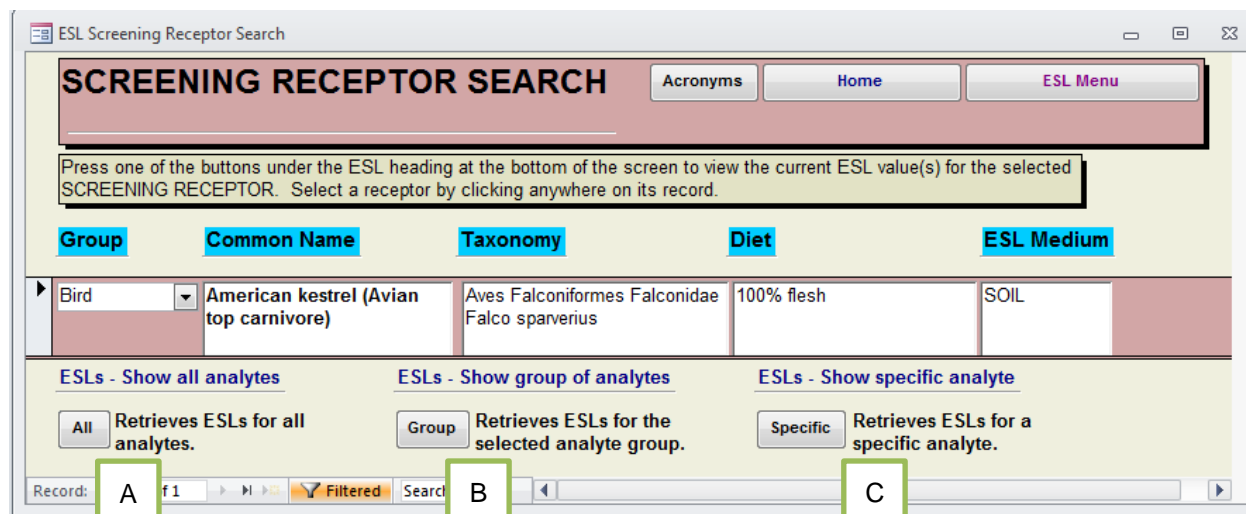 ESL Screening Receptor Search
SCREENING RECEPTOR SEARCH
Acronyms
Home
ESL Menu
Press one of the buttons under the ESL heading at the bottom of the screen to view the current ESL value(s) for the selected
SCREENING RECEPTOR. Select a receptor by clicking anywhere on its record.
Group
Common Name
Taxonomy
Diet
ESL Medium
Bird
American kestrel (Avian
top carnivore)
Aves Falconiformes Falconidae
Falco sparverius
100% flesh
SOIL
ESLs - Show all analytes
ESLs - Show group of analytes
ESLs - Show specific analyte
All
Retrieves ESLs for all
analytes.
Group
Retrieves ESLs for the
selected analyte group.
Specific
Retrieves ESLs for a
specific analyte.
Record:
A
f 1
Filtered
Search
B
C